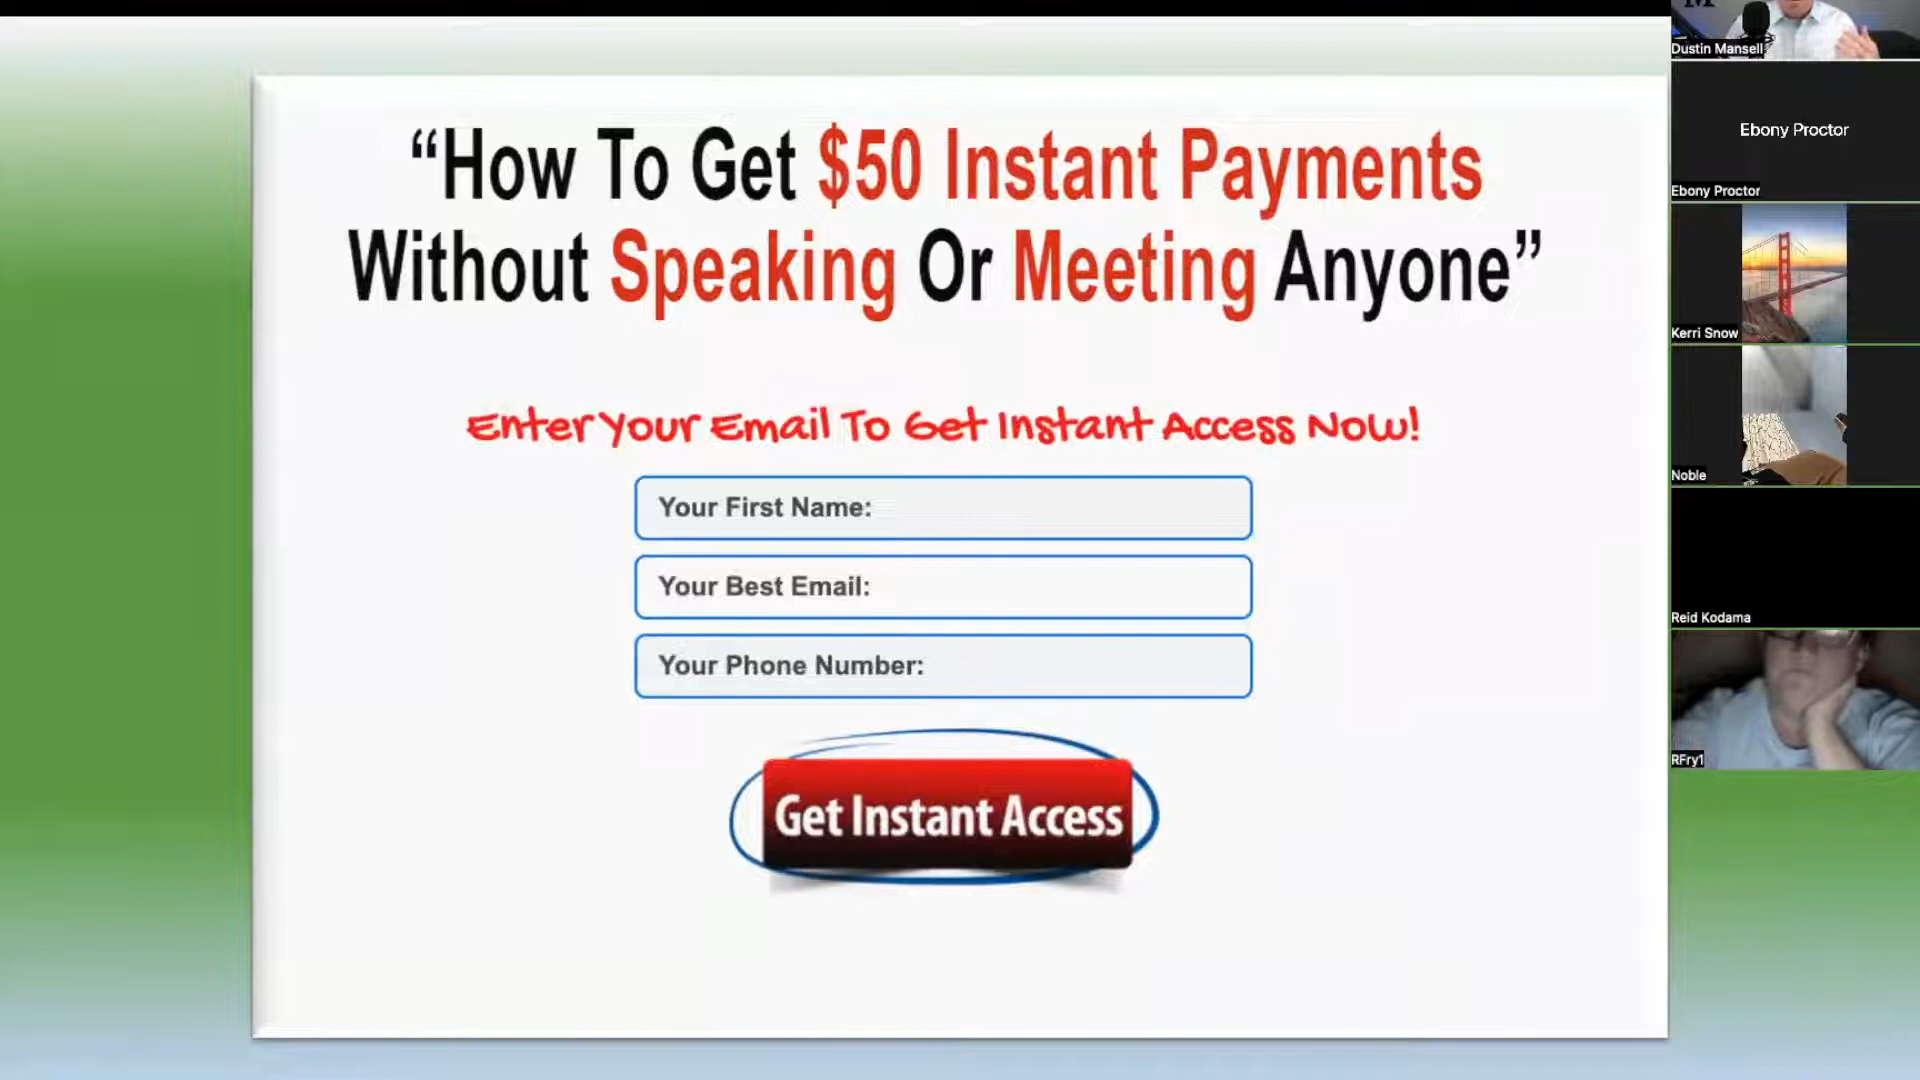 “How To Get $50 Instant Payments
Without Speaking Or Meeting Anyone”
Enter Your Email To Get Instant Access Now!
Your First Name:
Your Best Email:
Your Phone Number:
Get Instant Access
Dustin Mansell
Ebony Proctor
Ebony Proctor
Kerri Snow
Noble
Reid Kodama
RFry1